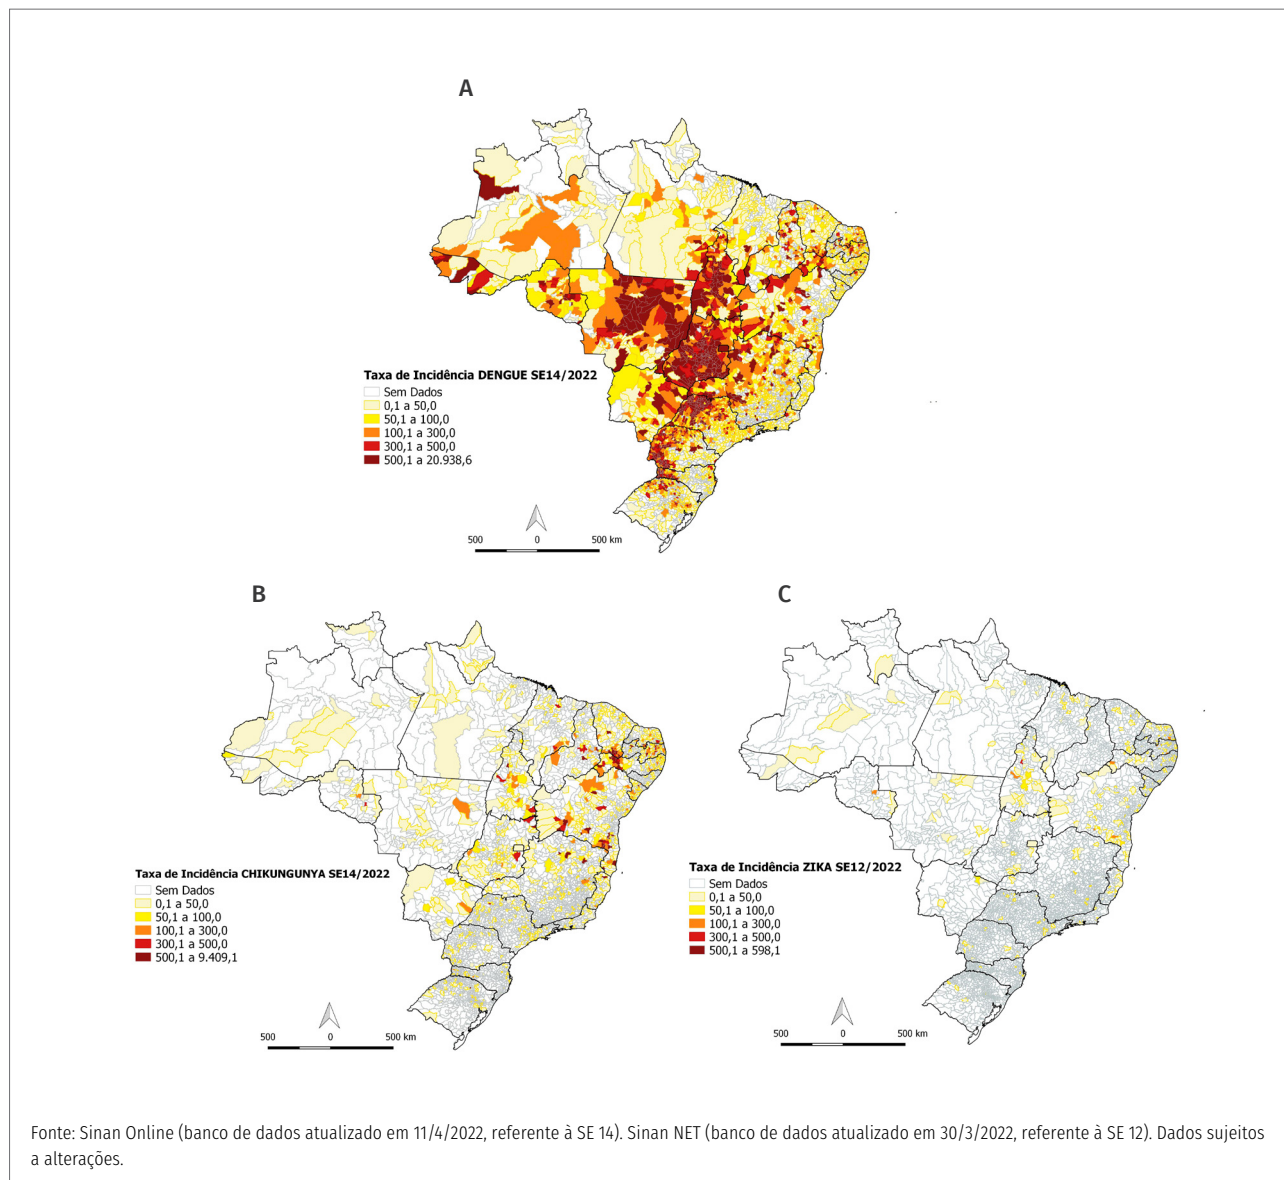 A
Taxa de Incidência DENGUE SE14/2022
Sem Dados
0,1 a 50,0
50,1 a 100,0
100,1 a 300,0
300,1 a 500,0
500,1 a 20.938,6
500 0 500 km
B
Taxa de Incidência CHIKUNGUNYA SE14/2022
Sem Dados
0,1 a 50,0
50,1 a 100,0
100,1 a 300,0
300,1 a 500,0
500,1 a 9.409,1
500 0 500 km
C
Taxa de Incidência ZIKA SE12/2022
Sem Dados
0,1 a 50,0
50,1 a 100,0
100,1 a 300,0
300,1 a 500,0
500,1 a 598,1
500 0 500 km
Fonte: Sinan Online (banco de dados atualizado em 11/4/2022, referente à SE 14). Sinan NET (banco de dados atualizado em 30/3/2022, referente à SE 12). Dados sujeitos
a alterações.